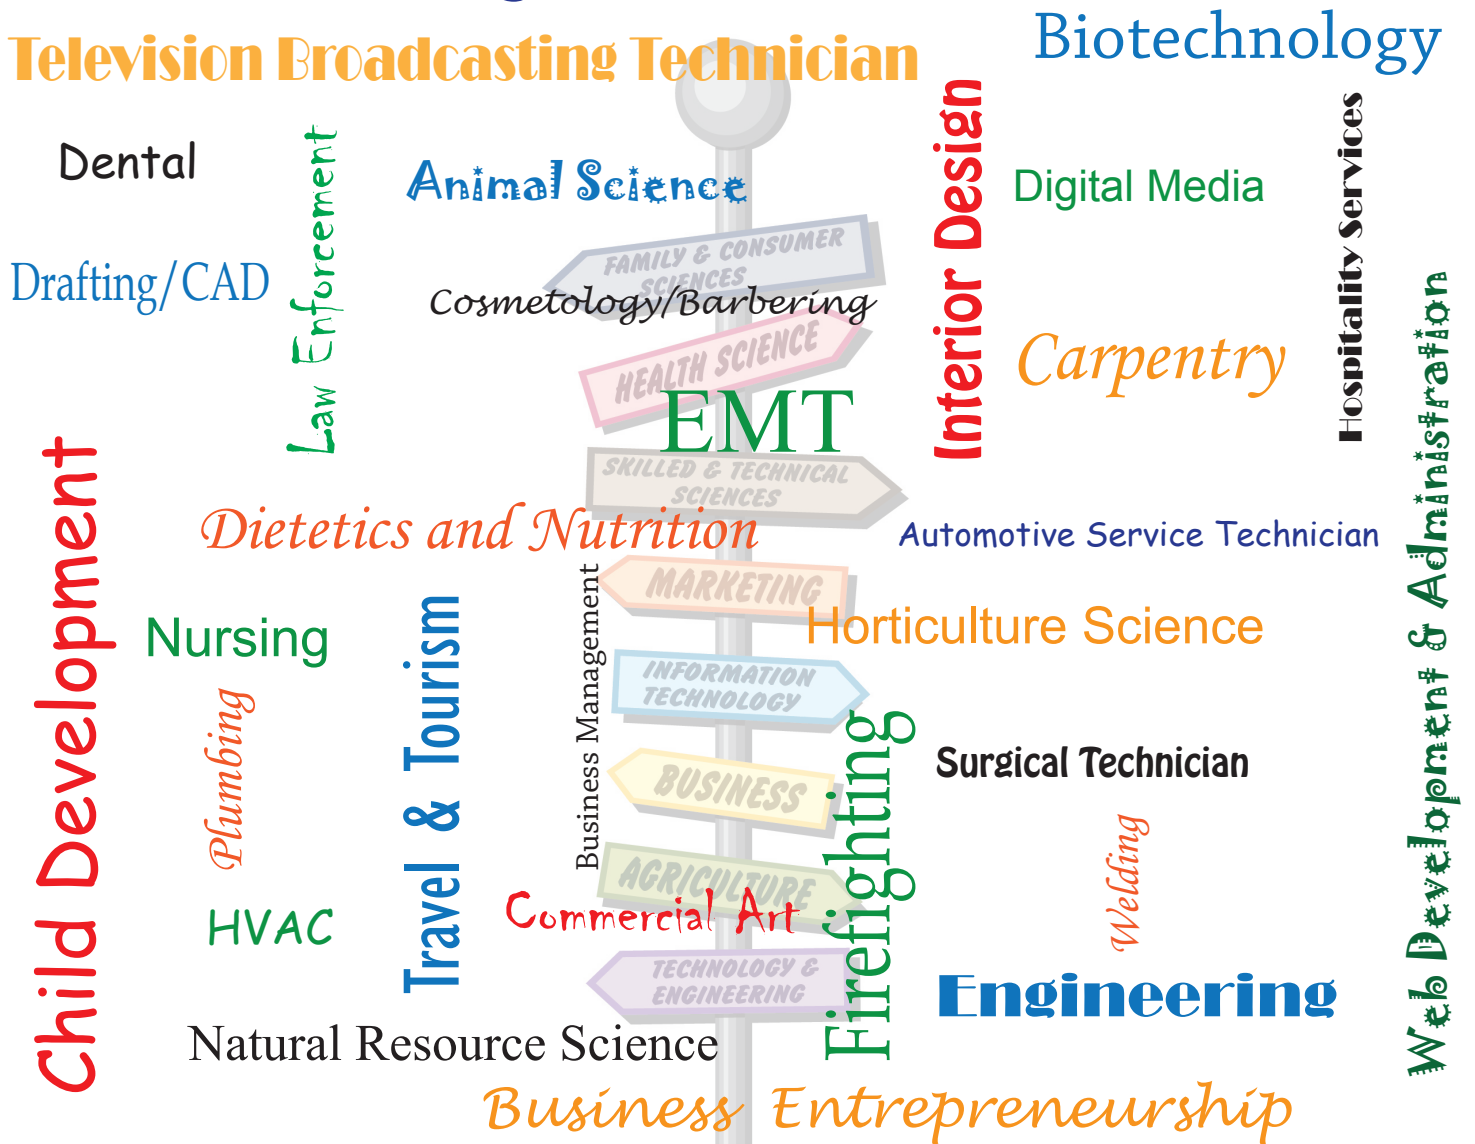 Television Broadcasting Technician
Biotechnology
Dental
Law Enforcement
Animal Science
Interior Design
Digital Media
Hospitality Services
Drafting/CAD
FAMILY & CONSUMER
SCIENCES
Cosmetology/Barbering
HEALTH SCIENCE
Carpentry
EMT
Web Development & Administration
SKILLED & TECHNICAL
SCIENCES
Child Development
Dietetics and Nutrition
Automotive Service Technician
MARKETING
Business Management
Horticulture Science
Nursing
Travel & Tourism
INFORMATION
TECHNOLOGY
Plumbing
Firefighting
Surgical Technician
BUSINESS
Welding
AGRICULTURE
Commercial Art
HVAC
TECHNOLOGY &
ENGINEERING
Engineering
Natural Resource Science
Business Entrepreneurship